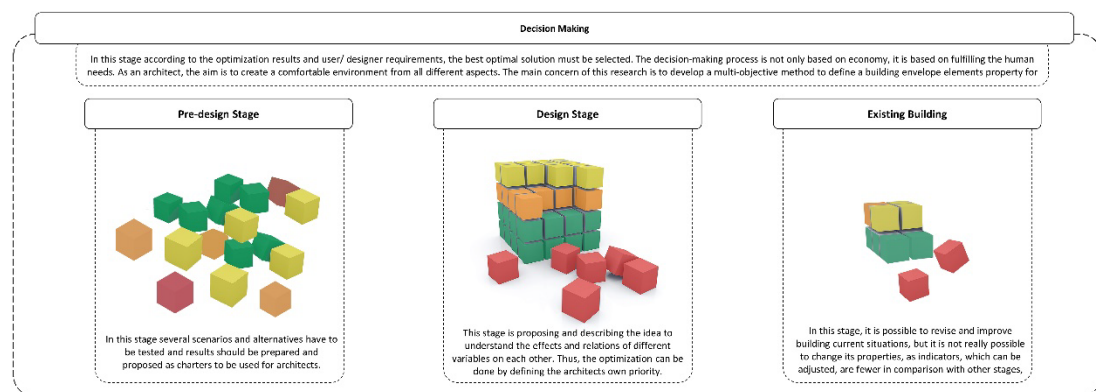 Decision Making
In this stage according to the optimization results and user/ designer requirements, the best optimal solution must be selected. The decision-making process is not only based on economy, it is based on fulfilling the human
needs. As an architect, the aim is to create a comfortable environment from all different aspects. The main concern of this research is to develop a multi-objective method to define a building envelope elements property for
Pre-design Stage
In this stage several scenarios and alternatives have to
be tested and results should be prepared and
proposed as charters to be used for architects.
Design Stage
This stage is proposing and describing the idea to
understand the effects and relations of different
variables on each other. Thus, the optimization can be
done by defining the architects own priority.
Existing Building
In this stage, it is possible to revise and improve
building current situations, but it is not really possible
to change its properties, as indicators, which can be
adjusted, are fewer in comparison with other stages,